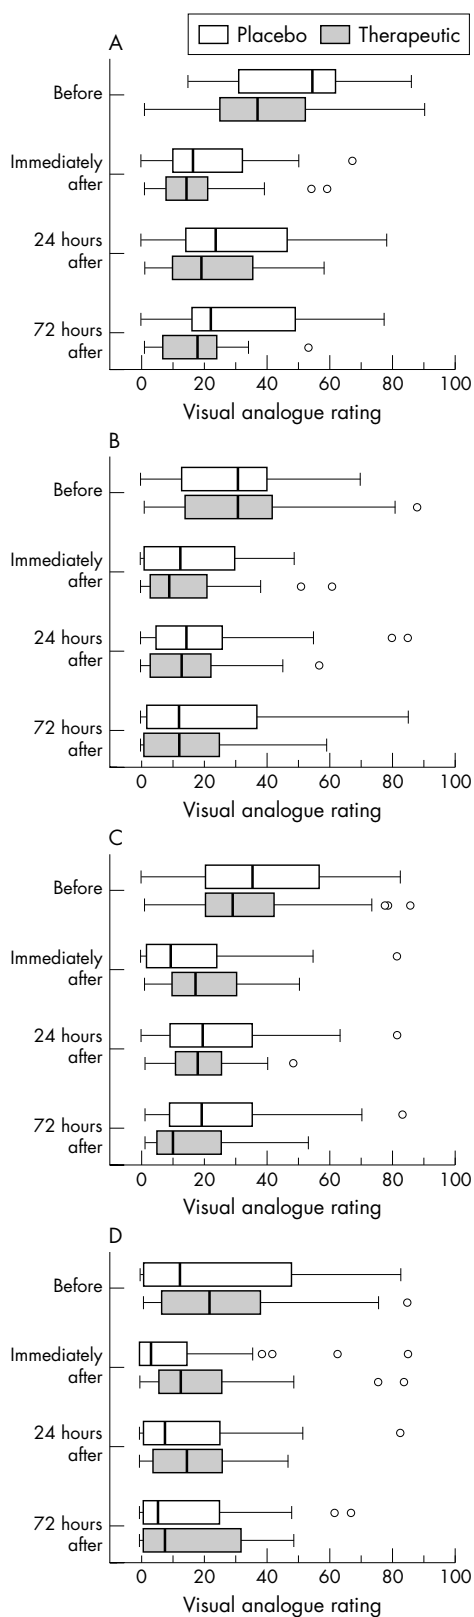 Placebo Therapeutic
A
Before
Immediately
after
24 hours
after
72 hours
after
0 20 40 60 80 100
Visual analogue rating
B
Before
Immediately
after
24 hours
after
72 hours
after
0 20 40 60 80 100
Visual analogue rating
C
Before
Immediately
after
24 hours
after
72 hours
after
0 20 40 60 80 100
Visual analogue rating
D
Before
Immediately
after
24 hours
after
72 hours
after
0 20 40 60 80 100
Visual analogue rating